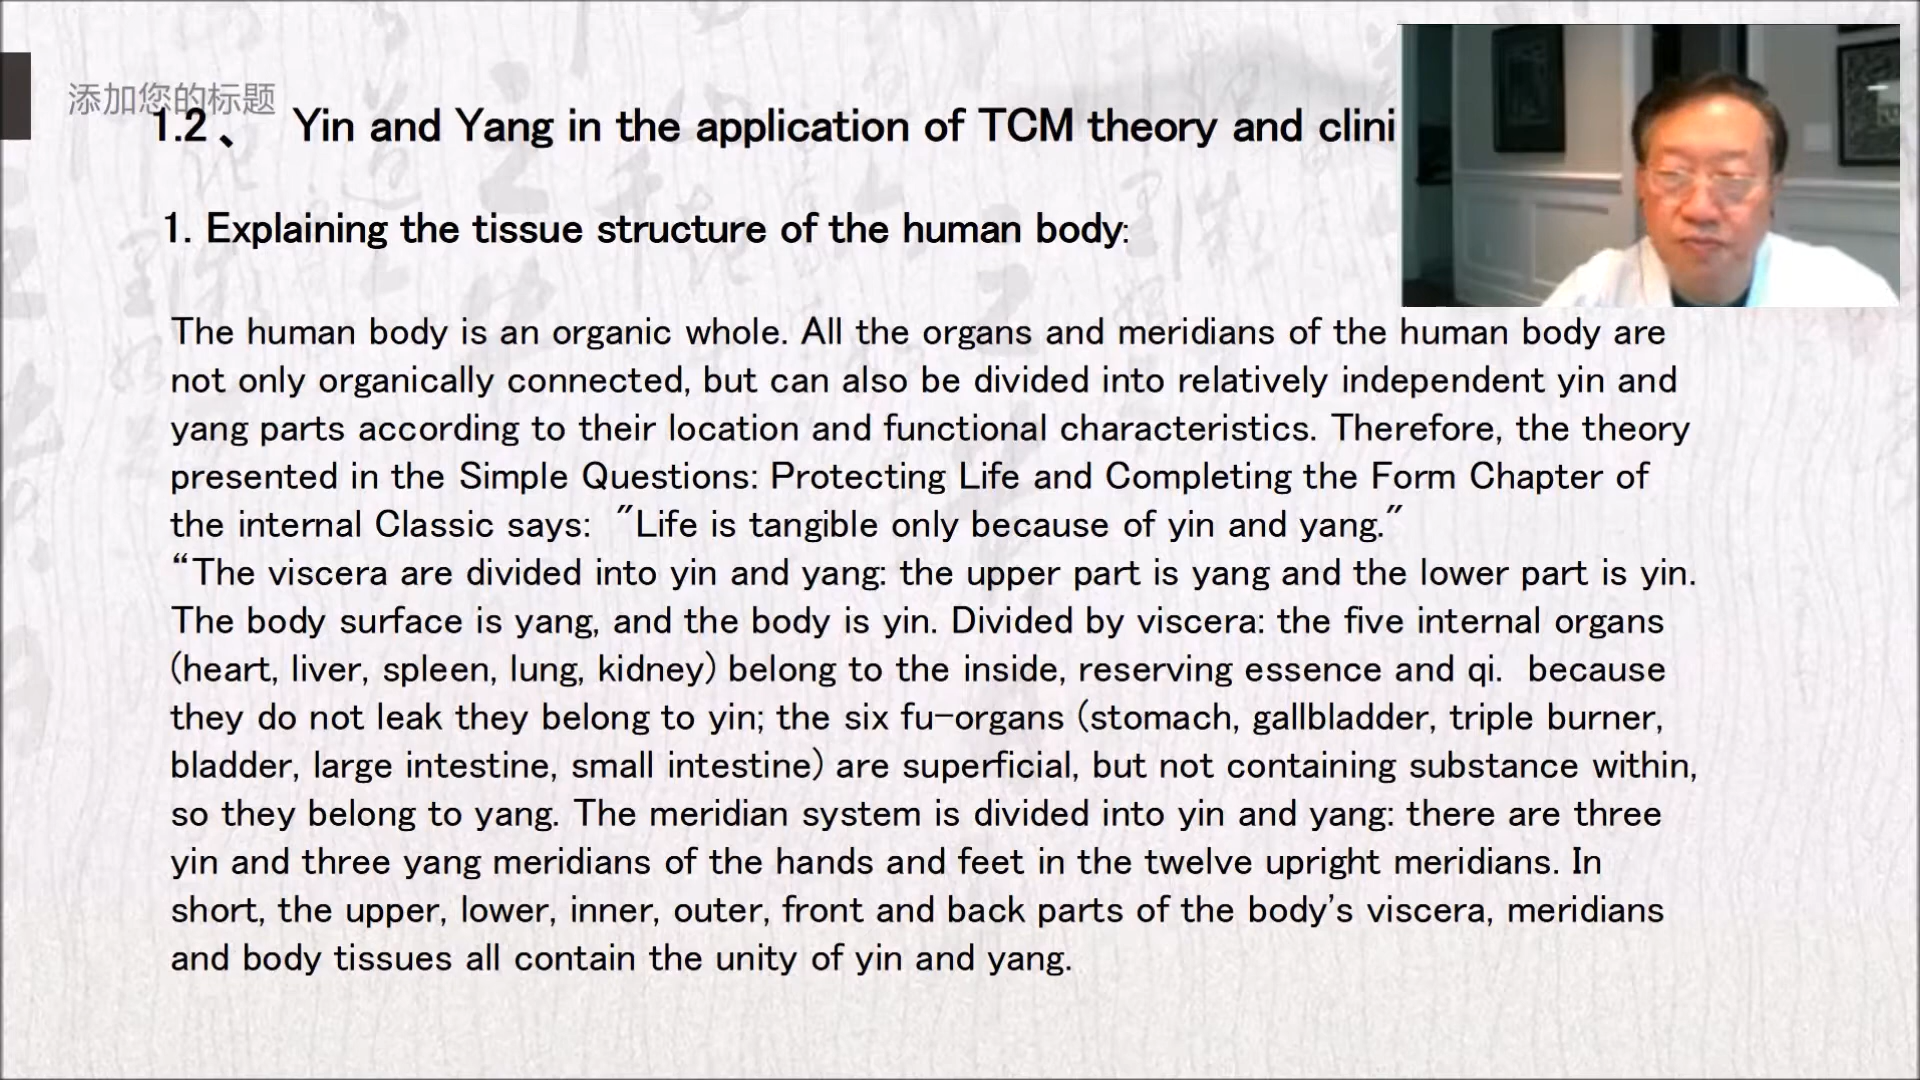 添加您的标题
1.2、 Yin and Yang in the application of TCM theory and clini
1. Explaining the tissue structure of the human body:
The human body is an organic whole. All the organs and meridians of the human body are
not only organically connected, but can also be divided into relatively independent yin and
yang parts according to their location and functional characteristics. Therefore, the theory
presented in the Simple Questions: Protecting Life and Completing the Form Chapter of
the internal Classic says:  "Life is tangible only because of yin and yang."
“The viscera are divided into yin and yang: the upper part is yang and the lower part is yin.
The body surface is yang, and the body is yin. Divided by viscera: the five internal organs
(heart, liver, spleen, lung, kidney) belong to the inside, reserving essence and qi.  because
they do not leak they belong to yin; the six fu-organs (stomach, gallbladder, triple burner,
bladder, large intestine, small intestine) are superficial, but not containing substance within,
so they belong to yang. The meridian system is divided into yin and yang: there are three
yin and three yang meridians of the hands and feet in the twelve upright meridians. In
short, the upper, lower, inner, outer, front and back parts of the body's viscera, meridians
and body tissues all contain the unity of yin and yang.